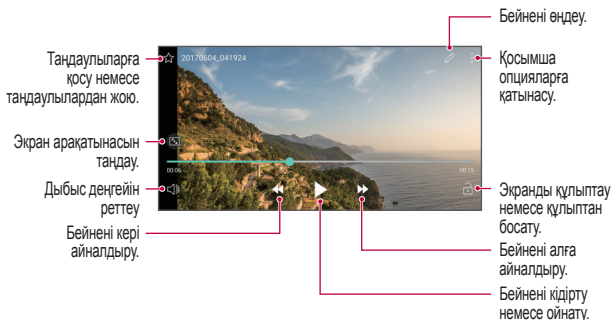 Бейнені өңдеу.
Таңдаулыларға
қосу немесе
таңдаулылардан жою.
20170604_041924
Қосымша
опцияларға
қатынасу.
Экран арақатынасын
таңдау.
00:06
00:15
Дыбыс деңгейін
реттеу
Экранды құлыптау
немесе құлыптан
босату.
Бейнені кері
айналдыру.
Бейнені алға
айналдыру.
Бейнені кідірту
немесе ойнату.